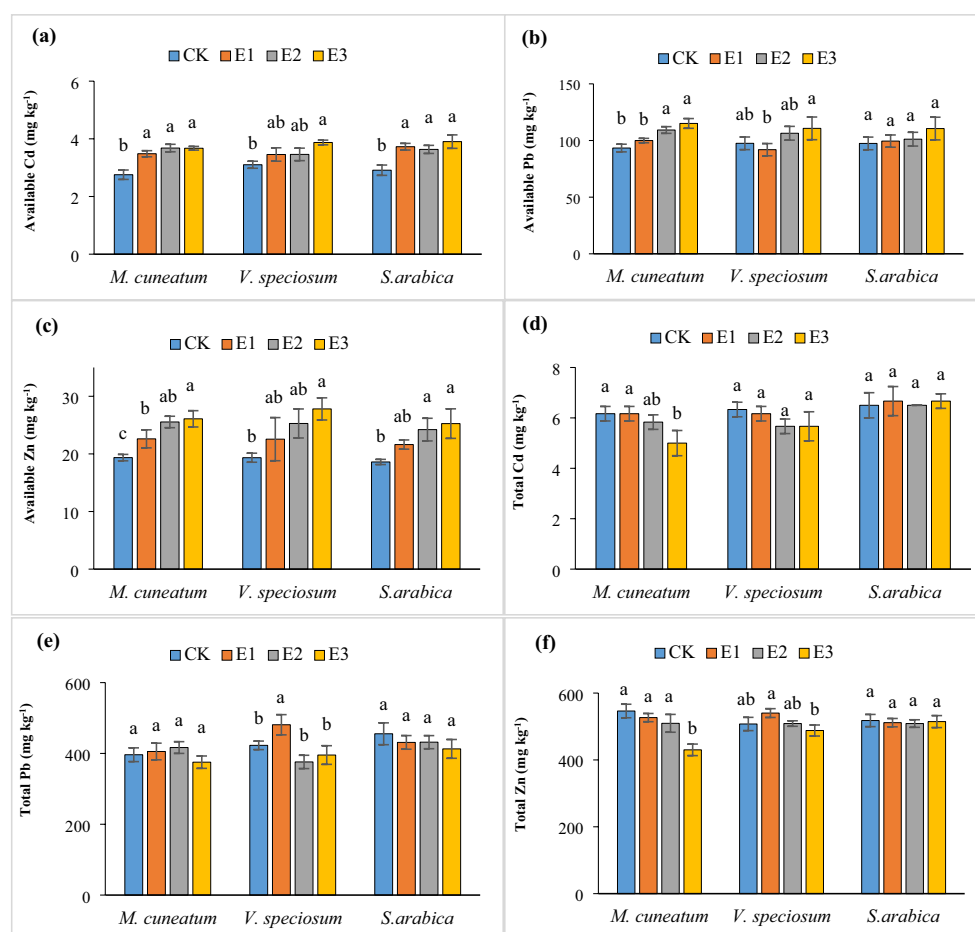 (a)
CK E1 E2 E3
Available Cd (mg kg⁻¹)
6
4
2
0
b a a a
b ab ab a
b a a a
M. cuneatum V. speciosum S.arabica
(b)
CK E1 E2 E3
Available Pb (mg kg⁻¹)
150
100
50
0
b b a a
ab b ab a
a a a a
M. cuneatum V. speciosum S.arabica
(c)
CK E1 E2 E3
Available Zn (mg kg⁻¹)
30
20
10
0
c b ab a
b ab ab a
b ab a a
M. cuneatum V. speciosum S.arabica
(d)
CK E1 E2 E3
Total Cd (mg kg⁻¹)
8
6
4
2
0
a a ab b
a a a a
a a a a
M. cuneatum V. speciosum S.arabica
(e)
CK E1 E2 E3
Total Pb (mg kg⁻¹)
600
400
200
0
a a a a
b a b b
a a a a
M. cuneatum V. speciosum S.arabica
(f)
CK E1 E2 E3
Total Zn (mg kg⁻¹)
600
400
200
0
a a a b
ab a ab b
a a a a
M. cuneatum V. speciosum S.arabica